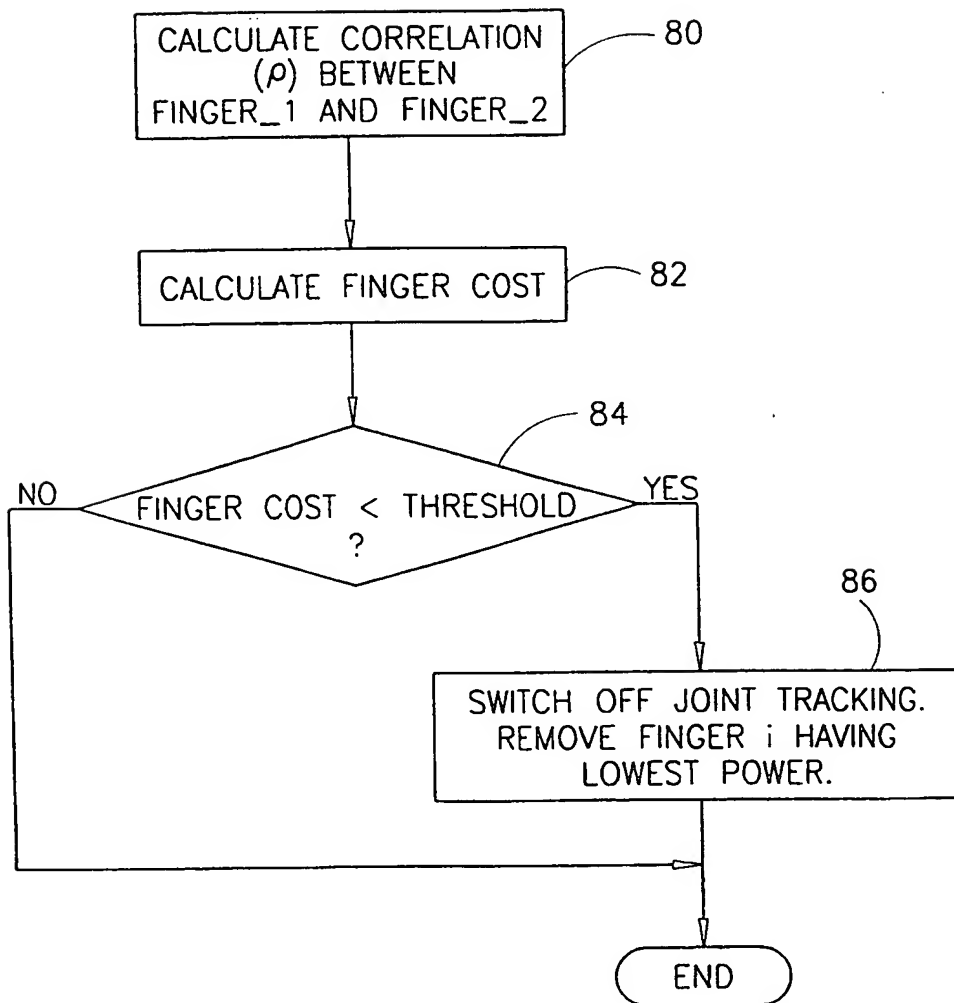 CALCULATE CORRELATION
(ρ) BETWEEN
FINGER_1 AND FINGER_2
80
CALCULATE FINGER COST
82
84
NO
FINGER COST < THRESHOLD
?
YES
86
SWITCH OFF JOINT TRACKING.
REMOVE FINGER i HAVING
LOWEST POWER.
END